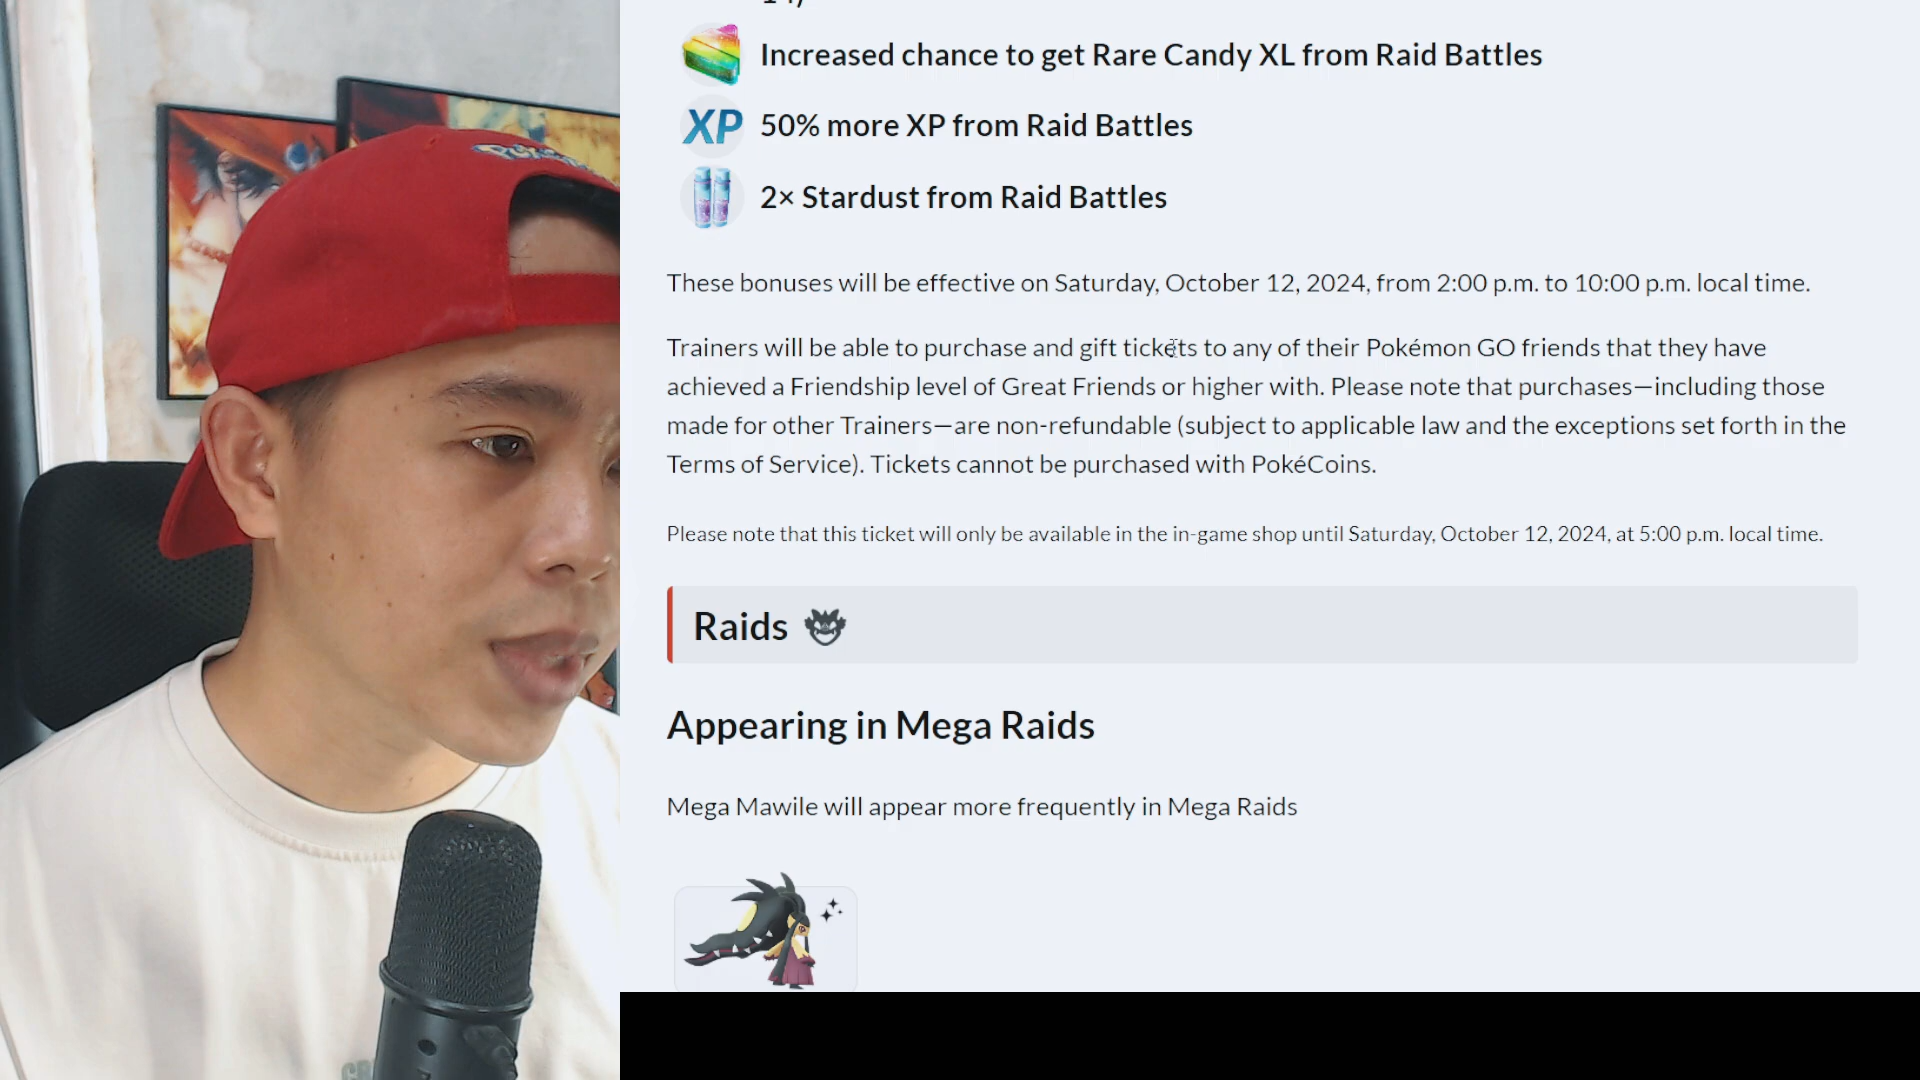 Increased chance to get Rare Candy XL from Raid Battles
XP 50% more XP from Raid Battles
2× Stardust from Raid Battles
These bonuses will be effective on Saturday, October 12, 2024, from 2:00 p.m. to 10:00 p.m. local time.
Trainers will be able to purchase and gift tickets to any of their Pokémon GO friends that they have
achieved a Friendship level of Great Friends or higher with. Please note that purchases—including those
made for other Trainers—are non-refundable (subject to applicable law and the exceptions set forth in the
Terms of Service). Tickets cannot be purchased with PokéCoins.
Please note that this ticket will only be available in the in-game shop until Saturday, October 12, 2024, at 5:00 p.m. local time.
Raids
Appearing in Mega Raids
Mega Mawile will appear more frequently in Mega Raids